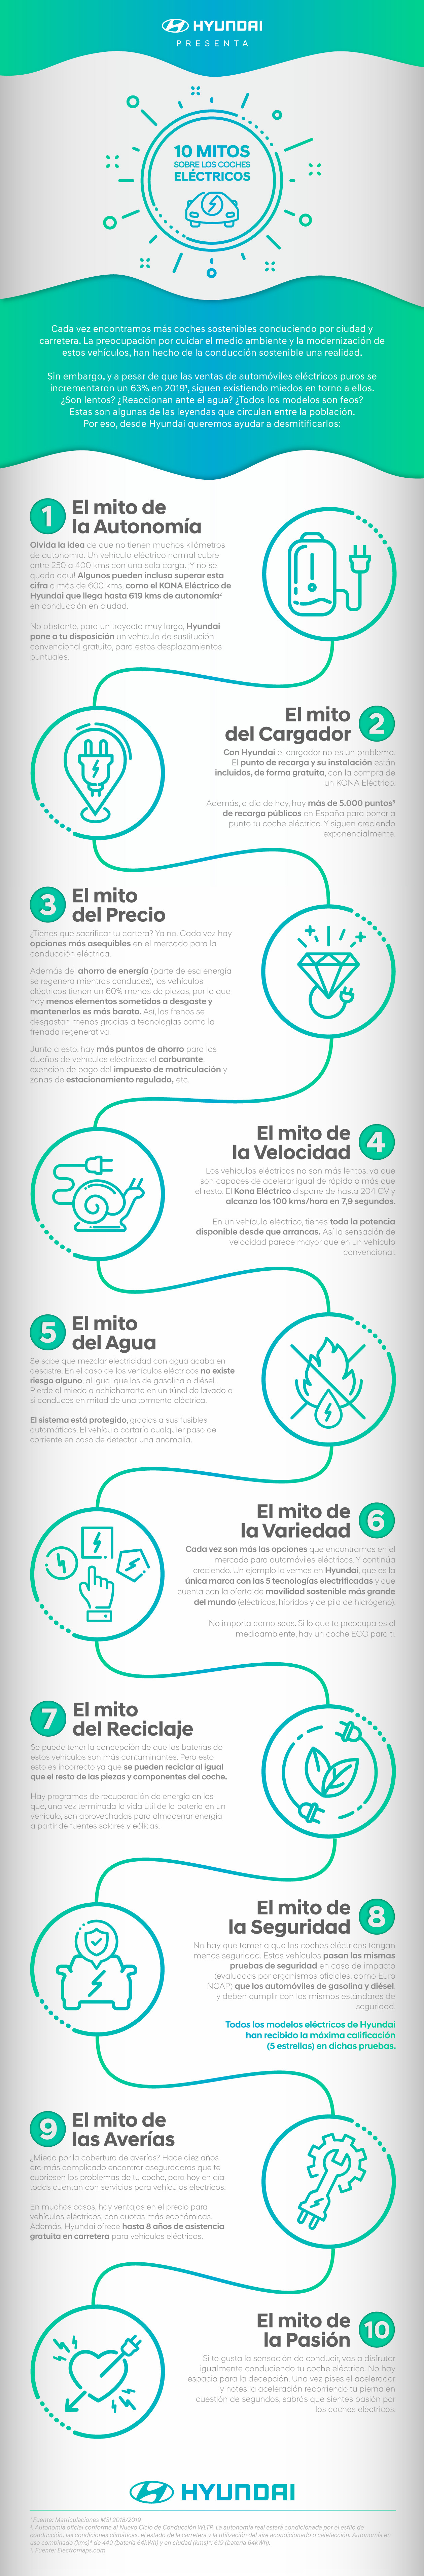 HYUNDAI
PRESENTA
10 MITOS
SOBRE LOS COCHES
ELÉCTRICOS
Cada vez encontramos más coches sostenibles conduciendo por ciudad y
carretera. La preocupación por cuidar el medio ambiente y la modernización de
estos vehículos, han hecho de la conducción sostenible una realidad.
Sin embargo, y a pesar de que las ventas de automóviles eléctricos puros se
incrementaron un 63% en 2019¹, siguen existiendo miedos en torno a ellos.
¿Son lentos? ¿Reaccionan ante el agua? ¿Todos los modelos son feos?
Estas son algunas de las leyendas que circulan entre la población.
Por eso, desde Hyundai queremos ayudar a desmitificarlos:
1 El mito de
la Autonomía
Olvida la idea de que no tienen muchos kilómetros
de autonomía. Un vehículo eléctrico normal cubre
entre 250 a 400 kms con una sola carga. ¡Y no se
queda aquí! Algunos pueden incluso superar esta
cifra a más de 600 kms, como el KONA Eléctrico de
Hyundai que llega hasta 619 kms de autonomía²
en conducción en ciudad.
No obstante, para un trayecto muy largo, Hyundai
pone a tu disposición un vehículo de sustitución
convencional gratuito, para estos desplazamientos
puntuales.
El mito
del Cargador 2
Con Hyundai el cargador no es un problema.
El punto de recarga y su instalación están
incluidos, de forma gratuita, con la compra de
un KONA Eléctrico.
Además, a día de hoy, hay más de 5.000 puntos³
de recarga públicos en España para poner a
punto tu coche eléctrico. Y siguen creciendo
exponencialmente.
3 El mito
del Precio
¿Tienes que sacrificar tu cartera? Ya no. Cada vez hay
opciones más asequibles en el mercado para la
conducción eléctrica.
Además del ahorro de energía (parte de esa energía
se regenera mientras conduces), los vehículos
eléctricos tienen un 60% menos de piezas, por lo que
hay menos elementos sometidos a desgaste y
mantenerlos es más barato. Así, los frenos se
desgastan menos gracias a tecnologías como la
frenada regenerativa.
Junto a esto, hay más puntos de ahorro para los
dueños de vehículos eléctricos: el carburante,
exención de pago del impuesto de matriculación y
zonas de estacionamiento regulado, etc.
El mito de
la Velocidad 4
Los vehículos eléctricos no son más lentos, ya que
son capaces de acelerar igual de rápido o más que
el resto. El Kona Eléctrico dispone de hasta 204 CV y
alcanza los 100 kms/hora en 7,9 segundos.
En un vehículo eléctrico, tienes toda la potencia
disponible desde que arrancas. Así la sensación de
velocidad parece mayor que en un vehículo
convencional.
5 El mito
del Agua
Se sabe que mezclar electricidad con agua acaba en
desastre. En el caso de los vehículos eléctricos no existe
riesgo alguno, al igual que los de gasolina o diésel.
Pierde el miedo a achicharrarte en un túnel de lavado o
si conduces en mitad de una tormenta eléctrica.
El sistema está protegido, gracias a sus fusibles
automáticos. El vehículo cortaría cualquier paso de
corriente en caso de detectar una anomalía.
El mito de
la Variedad 6
Cada vez son más las opciones que encontramos en el
mercado para automóviles eléctricos. Y continúa
creciendo. Un ejemplo lo vemos en Hyundai, que es la
única marca con las 5 tecnologías electrificadas y que
cuenta con la oferta de movilidad sostenible más grande
del mundo (eléctricos, híbridos y de pila de hidrógeno).
No importa como seas. Si lo que te preocupa es el
medioambiente, hay un coche ECO para ti.
7 El mito
del Reciclaje
Se puede tener la concepción de que las baterías de
estos vehículos son más contaminantes. Pero esto
esto es incorrecto ya que se pueden reciclar al igual
que el resto de las piezas y componentes del coche.
Hay programas de recuperación de energía en los
que, una vez terminada la vida útil de la batería en un
vehículo, son aprovechadas para almacenar energía
a partir de fuentes solares y eólicas.
El mito de
la Seguridad 8
No hay que temer a que los coches eléctricos tengan
menos seguridad. Estos vehículos pasan las mismas
pruebas de seguridad en caso de impacto
(evaluadas por organismos oficiales, como Euro
NCAP) que los automóviles de gasolina y diésel,
y deben cumplir con los mismos estándares de
seguridad.
Todos los modelos eléctricos de Hyundai
han recibido la máxima calificación
(5 estrellas) en dichas pruebas.
9 El mito de
las Averías
¿Miedo por la cobertura de averías? Hace diez años
era más complicado encontrar aseguradoras que te
cubriesen los problemas de tu coche, pero hoy en día
todas cuentan con servicios para vehículos eléctricos.
En muchos casos, hay ventajas en el precio para
vehículos eléctricos, con cuotas más económicas.
Además, Hyundai ofrece hasta 8 años de asistencia
gratuita en carretera para vehículos eléctricos.
El mito de
la Pasión 10
Si te gusta la sensación de conducir, vas a disfrutar
igualmente conduciendo tu coche eléctrico. No hay
espacio para la decepción. Una vez pises el acelerador
y notes la aceleración recorriendo tu pierna en
cuestión de segundos, sabrás que sientes pasión por
los coches eléctricos.
HYUNDAI
¹. Fuente: Matriculaciones MSI 2018/2019
². Autonomía oficial conforme al Nuevo Ciclo de Conducción WLTP. La autonomía real estará condicionada por el estilo de
conducción, las condiciones climáticas, el estado de la carretera y la utilización del aire acondicionado o calefacción. Autonomía en
uso combinado (kms)* de 449 (batería 64kWh) y en ciudad (kms)*: 619 (batería 64kWh).
³. Fuente: Electromaps.com